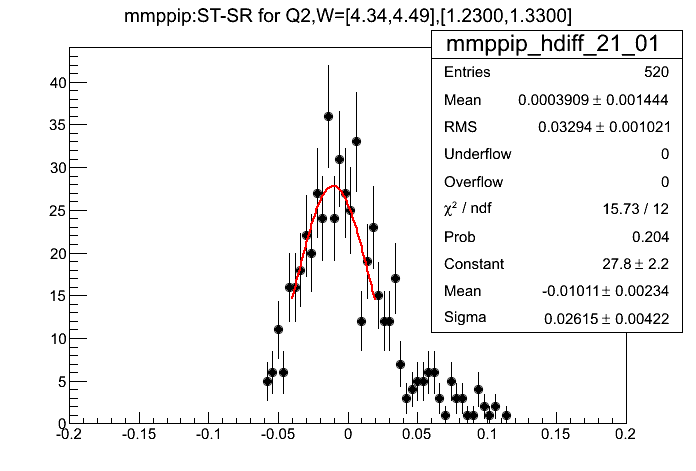 mmppip:ST-SR for Q2,W=[4.34,4.49],[1.2300,1.3300]
mmppip_hdiff_21_01
Entries 520
Mean 0.0003909 ± 0.001444
RMS 0.03294 ± 0.001021
Underflow 0
Overflow 0
χ² / ndf 15.73 / 12
Prob 0.204
Constant 27.8 ± 2.2
Mean -0.01011 ± 0.00234
Sigma 0.02615 ± 0.00422
40
35
30
25
20
15
10
5
0
-0.2 -0.15 -0.1 -0.05 0 0.05 0.1 0.15 0.2